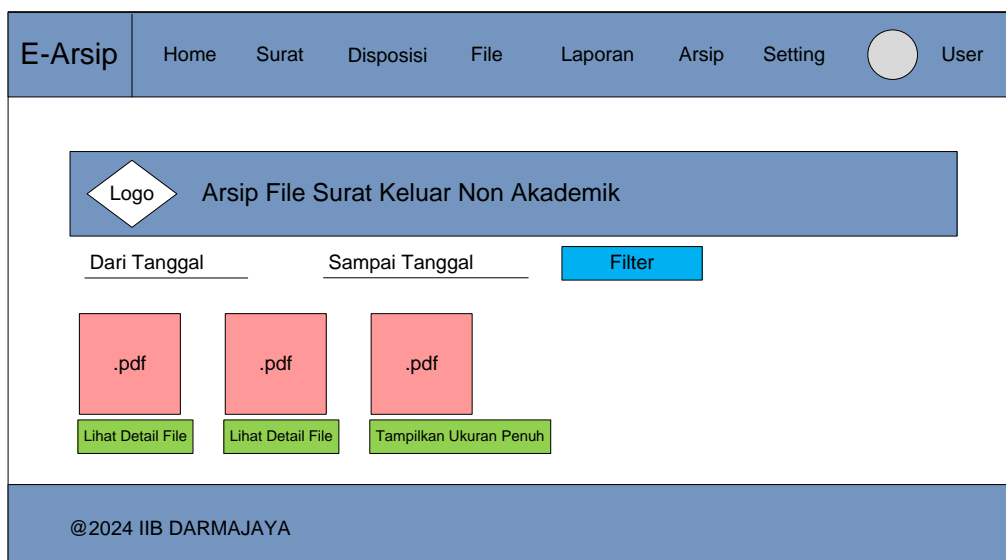 E-Arsip Home Surat Disposisi File Laporan Arsip Setting User
Logo Arsip File Surat Keluar Non Akademik
Dari Tanggal Sampai Tanggal Filter
.pdf .pdf .pdf
Lihat Detail File Lihat Detail File Tampilkan Ukuran Penuh
@2024 IIB DARMAJAYA